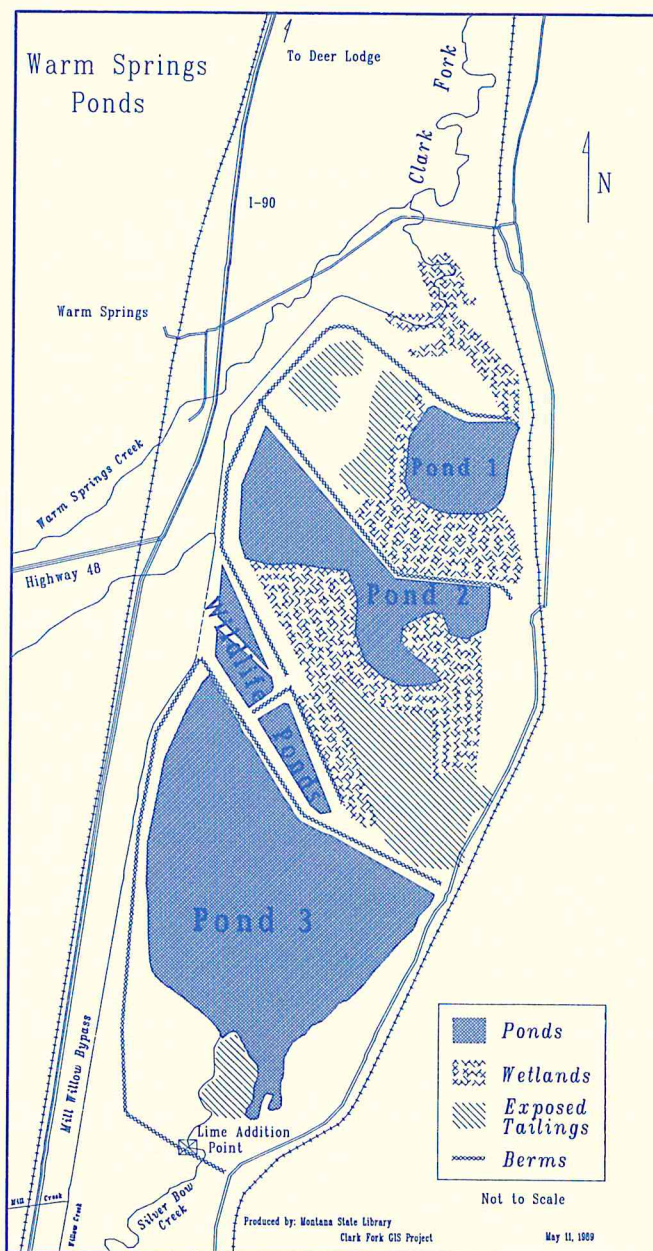 Warm Springs
Ponds
To Deer Lodge
Clark Fork
N
I-90
Warm Springs
Warm Springs Creek
Highway 48
Pond 1
Pond 2
Wildlife
Ponds
Pond 3
Mill Willow Bypass
Lime Addition
Point
Mill Creek
Willow Creek
Silver Bow
Creek
Ponds
Wetlands
Exposed
Tailings
Berms
Not to Scale
Produced by: Montana State Library
Clark Fork GIS Project
May 11, 1989